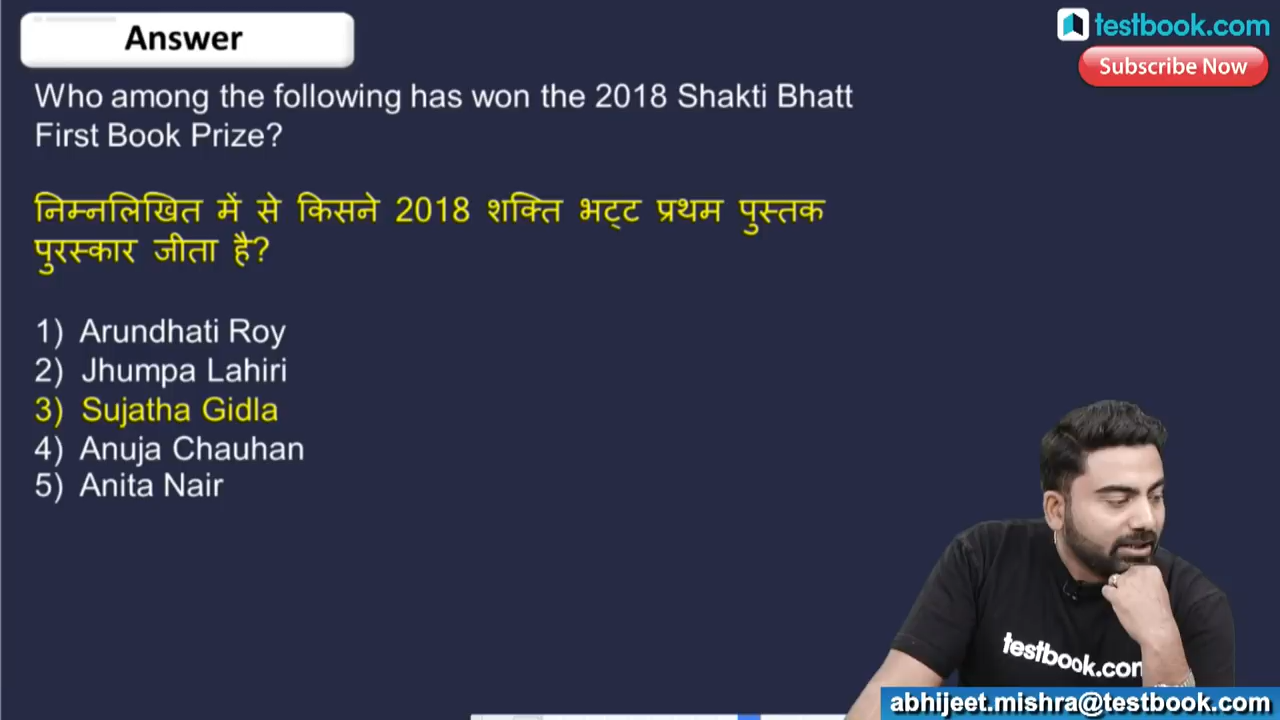 Answer
testbook.com
Subscribe Now
Who among the following has won the 2018 Shakti Bhatt
First Book Prize?
निम्नलिखित में से किसने 2018 शक्ति भट्ट प्रथम पुस्तक
पुरस्कार जीता है?
1) Arundhati Roy
2) Jhumpa Lahiri
3) Sujatha Gidla
4) Anuja Chauhan
5) Anita Nair
testbook.com
abhijeet.mishra@testbook.com